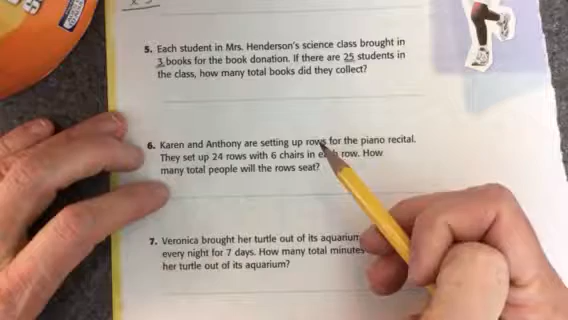 5. Each student in Mrs. Henderson's science class brought in
3 books for the book donation. If there are 25 students in
the class, how many total books did they collect?
6. Karen and Anthony are setting up rows for the piano recital.
They set up 24 rows with 6 chairs in each row. How
many total people will the rows seat?
7. Veronica brought her turtle out of its aquarium
every night for 7 days. How many total minutes
her turtle out of its aquarium?